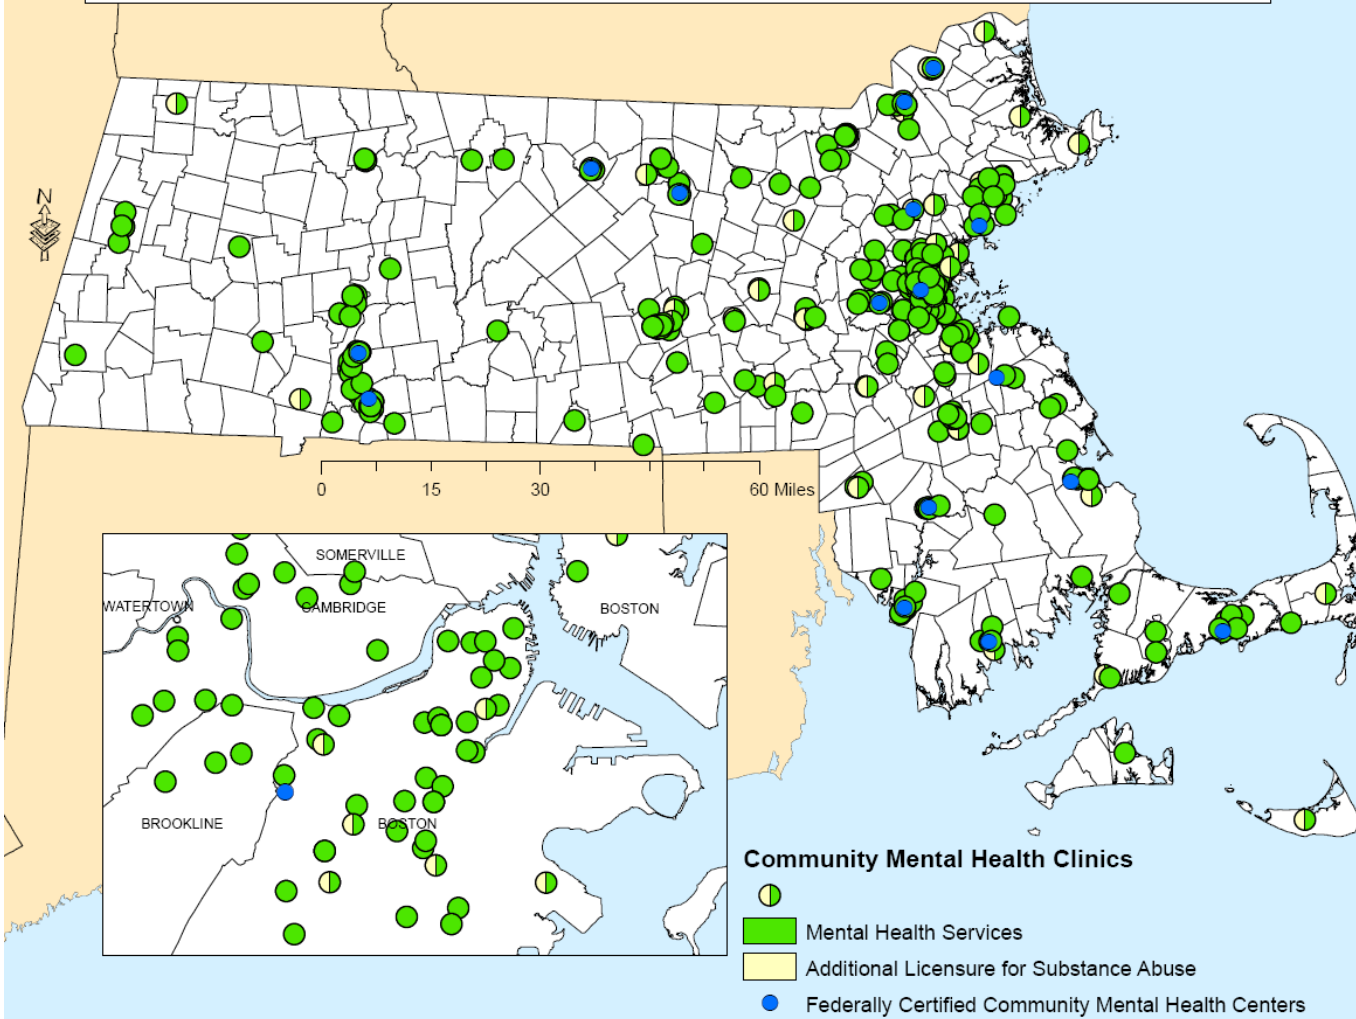 N
0 15 30 60 Miles
SOMERVILLE
WATERTOWN
CAMBRIDGE
BOSTON
BROOKLINE
BOSTON
Community Mental Health Clinics
Mental Health Services
Additional Licensure for Substance Abuse
Federally Certified Community Mental Health Centers